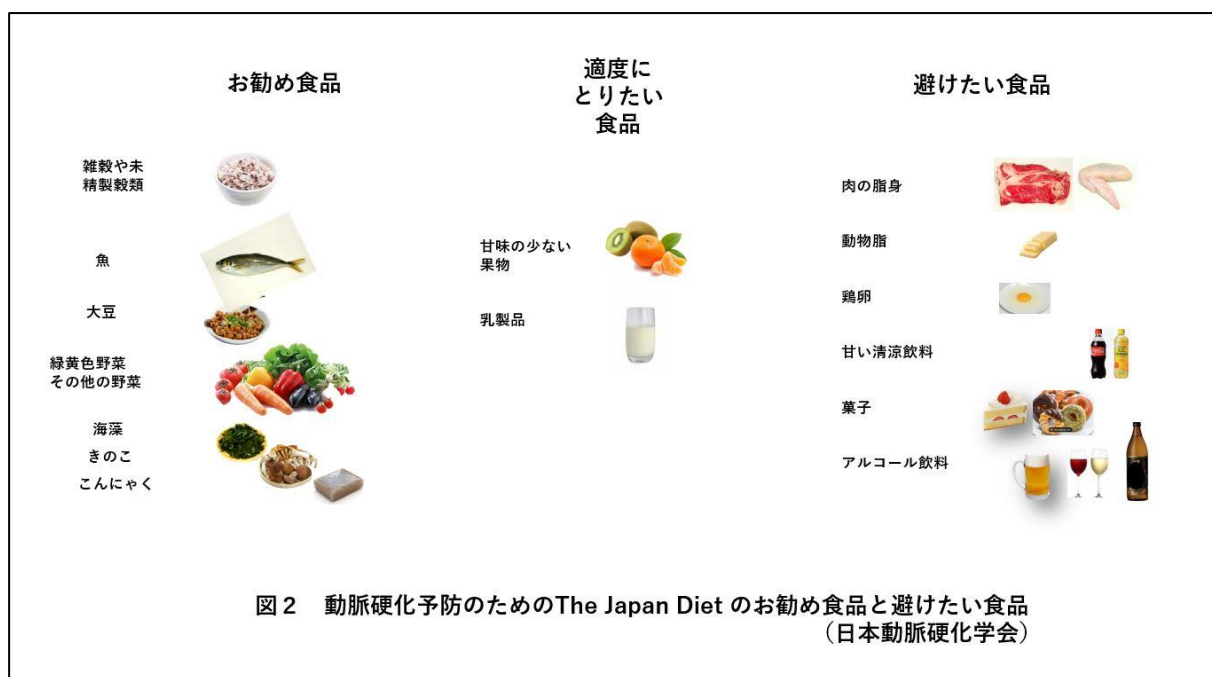 お勧め食品
雑穀や未
精製穀類
魚
大豆
緑黄色野菜
その他の野菜
海藻
きのこ
こんにゃく
適度に
とりたい
食品
甘味の少ない
果物
乳製品
避けたい食品
肉の脂身
動物脂
鶏卵
甘い清涼飲料
菓子
アルコール飲料
図2 動脈硬化予防のためのThe Japan Diet のお勧め食品と避けたい食品
（日本動脈硬化学会）